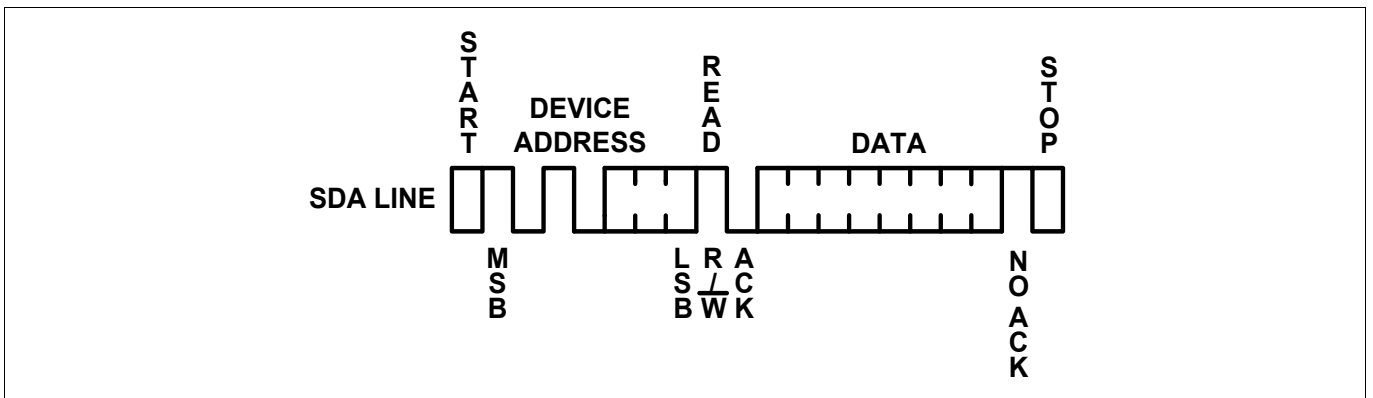 START
DEVICE
ADDRESS
READ
DATA
STOP
SDA LINE
MSB
LSB
R/W
ACK
NO ACK